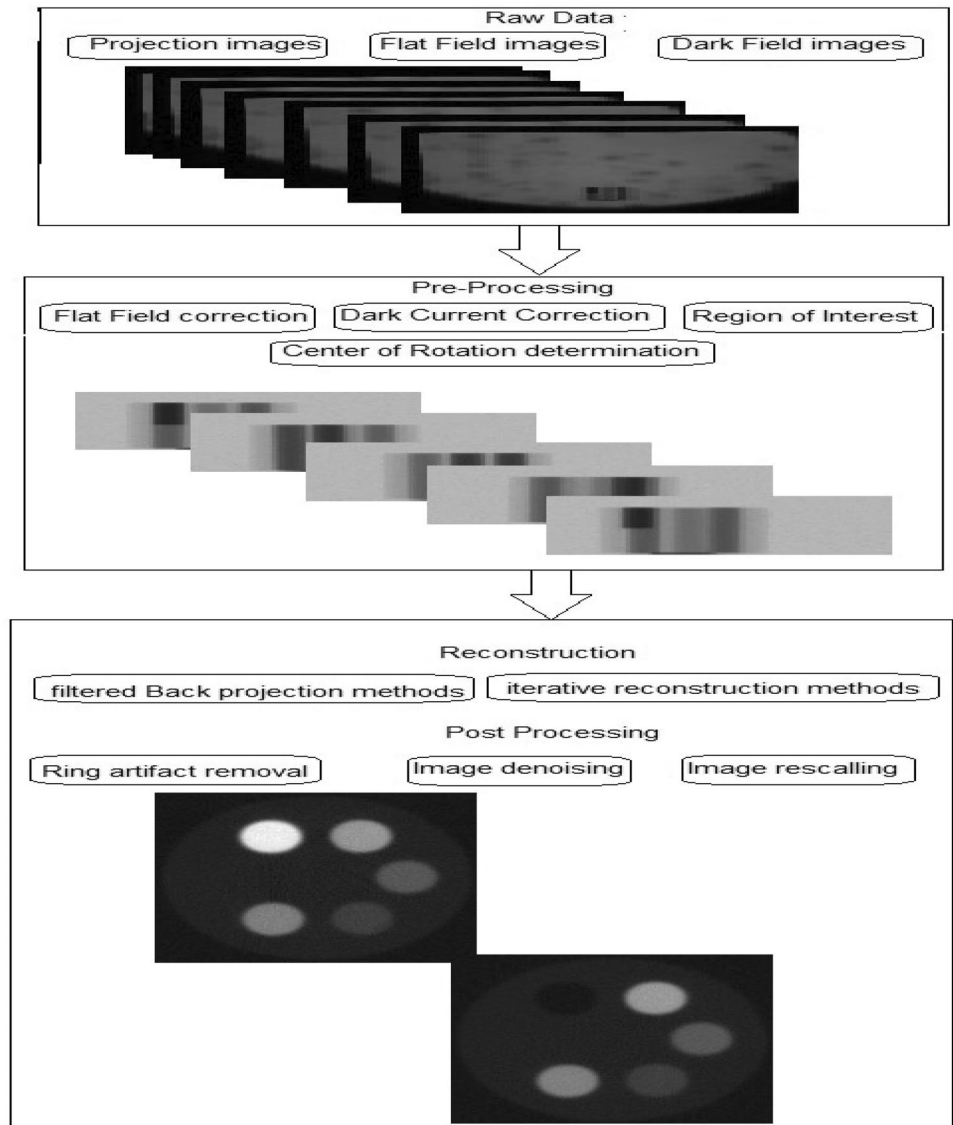 Raw Data :
Projection images Flat Field images Dark Field images
Pre-Processing
Flat Field correction Dark Current Correction Region of Interest
Center of Rotation determination
Reconstruction
filtered Back projection methods iterative reconstruction methods
Post Processing
Ring artifact removal Image denoising Image rescalling